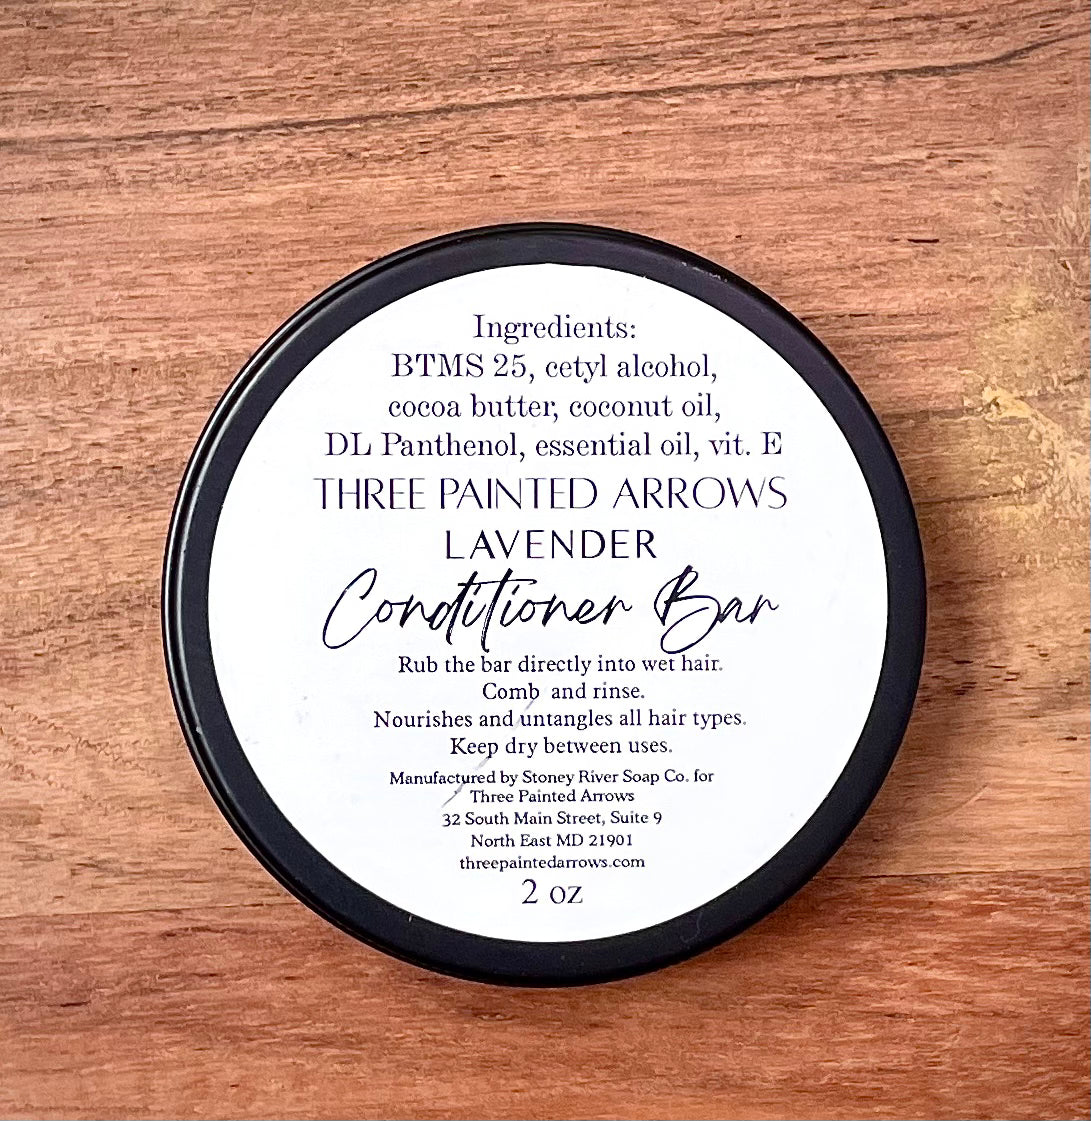 Ingredients:
BTMS 25, cetyl alcohol,
cocoa butter, coconut oil,
DL Panthenol, essential oil, vit. E
THREE PAINTED ARROWS
LAVENDER
Conditioner Bar
Rub the bar directly into wet hair.
Comb and rinse.
Nourishes and untangles all hair types.
Keep dry between uses.
Manufactured by Stoney River Soap Co. for
Three Painted Arrows
32 South Main Street, Suite 9
North East MD 21901
threepaintedarrows.com
2 oz